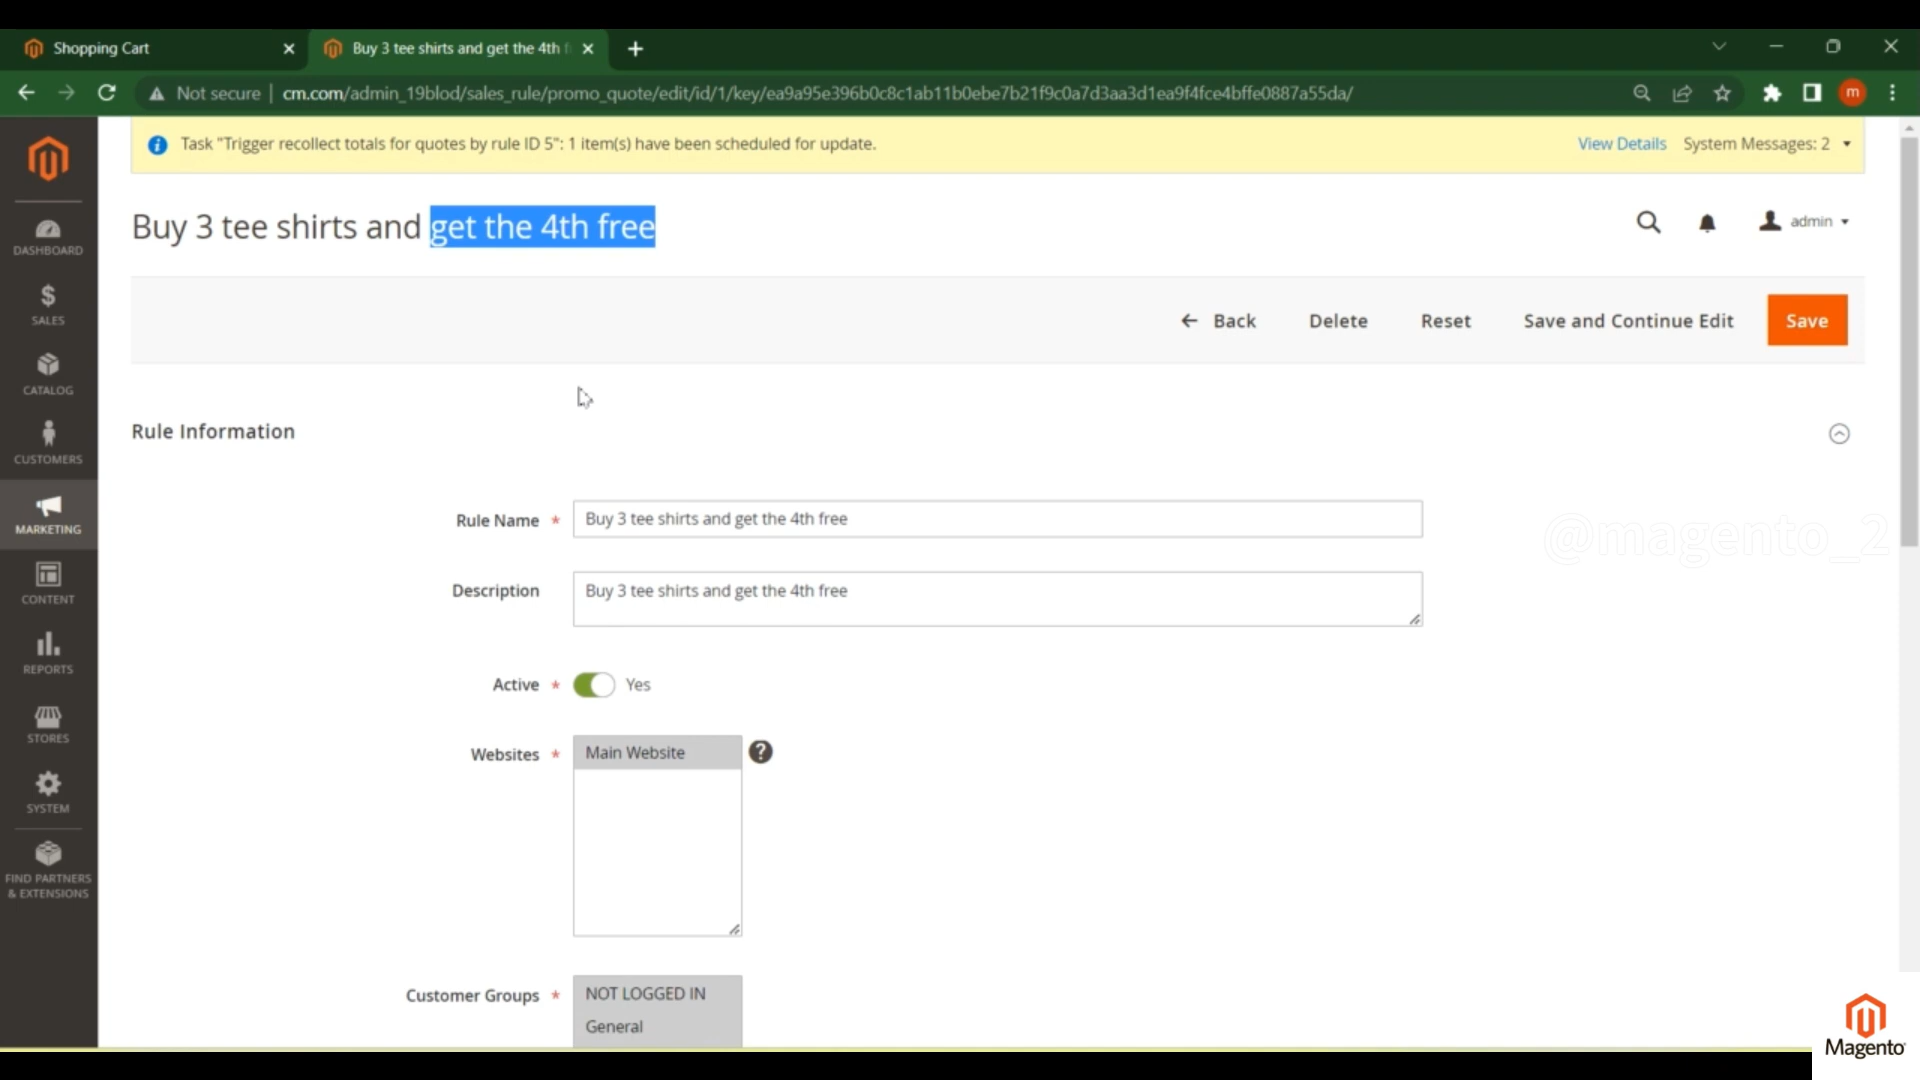 Shopping Cart
Buy 3 tee shirts and get the 4th f
Not secure
cm.com/admin_19blod/sales_rule/promo_quote/edit/id/1/key/ea9a95e396b0c8c1ab11b0ebe7b21f9c0a7d3aa3d1ea9f4fce4bffe0887a55da/
m
Task "Trigger recollect totals for quotes by rule ID 5": 1 item(s) have been scheduled for update.
View Details
System Messages: 2
Buy 3 tee shirts and get the 4th free
admin
Back
Delete
Reset
Save and Continue Edit
Save
DASHBOARD
SALES
CATALOG
CUSTOMERS
MARKETING
CONTENT
REPORTS
STORES
SYSTEM
FIND PARTNERS
& EXTENSIONS
Rule Information
Rule Name *
Buy 3 tee shirts and get the 4th free
Description
Buy 3 tee shirts and get the 4th free
@magento_2
Active *
Yes
Websites *
Main Website
?
Customer Groups *
NOT LOGGED IN
General
Magento